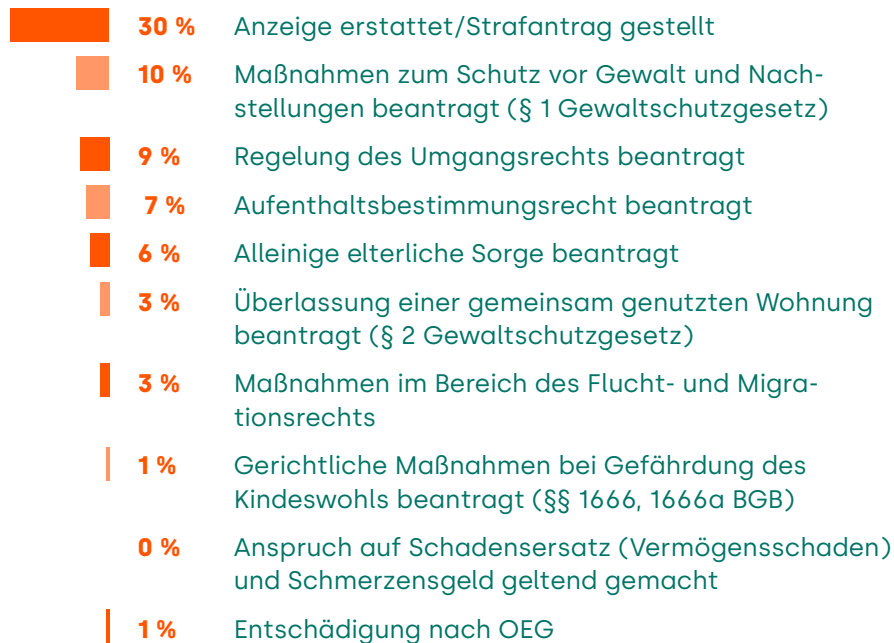 30 % Anzeige erstattet/Strafantrag gestellt
10 % Maßnahmen zum Schutz vor Gewalt und Nach-
stellungen beantragt (§ 1 Gewaltschutzgesetz)
9 % Regelung des Umgangsrechts beantragt
7 % Aufenthaltsbestimmungsrecht beantragt
6 % Alleinige elterliche Sorge beantragt
3 % Überlassung einer gemeinsam genutzten Wohnung
beantragt (§ 2 Gewaltschutzgesetz)
3 % Maßnahmen im Bereich des Flucht- und Migra-
tionsrechts
1 % Gerichtliche Maßnahmen bei Gefährdung des
Kindeswohls beantragt (§§ 1666, 1666a BGB)
0 % Anspruch auf Schadensersatz (Vermögensschaden)
und Schmerzensgeld geltend gemacht
1 % Entschädigung nach OEG